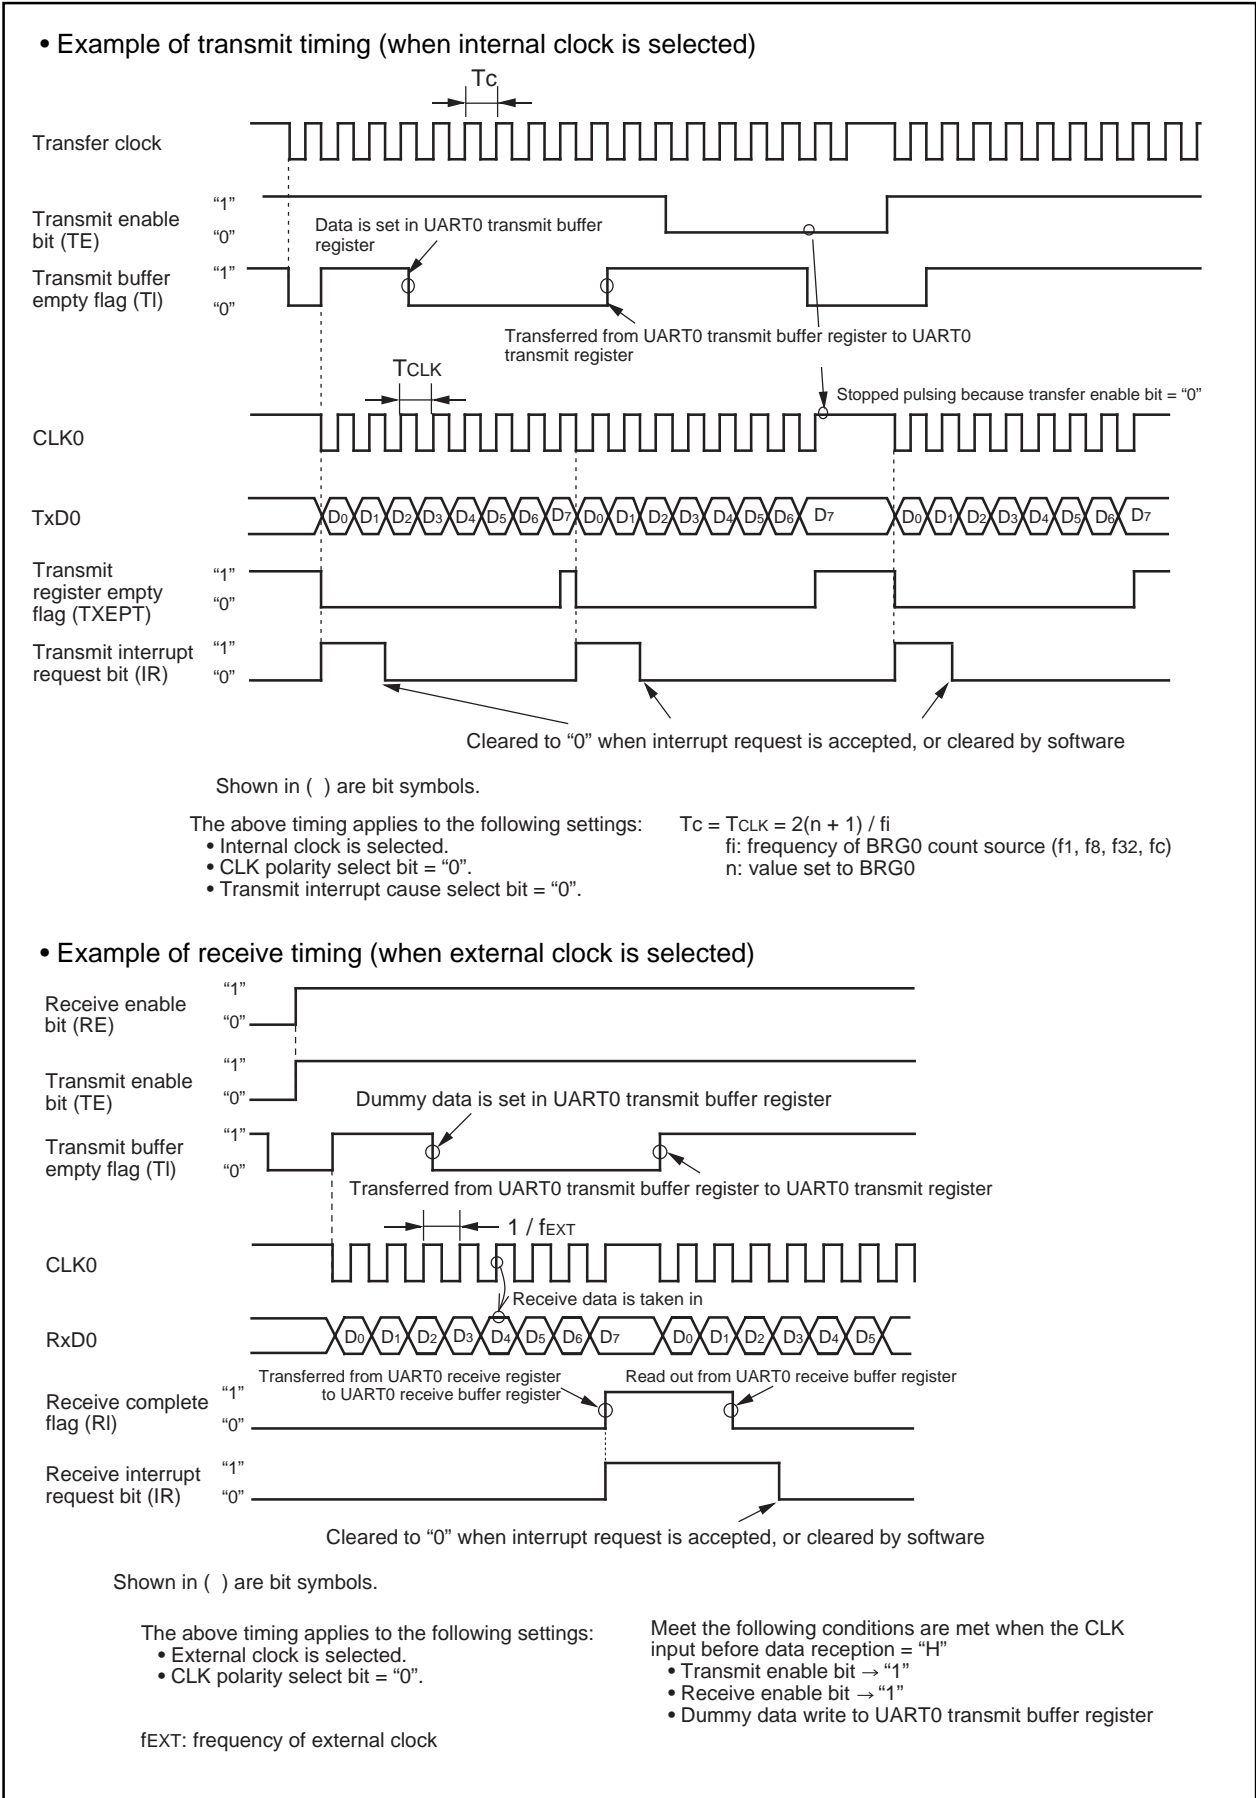 • Example of transmit timing (when internal clock is selected)
Tc
Transfer clock
“1”
Transmit enable
bit (TE)
“0”
Data is set in UART0 transmit buffer
register
Transmit buffer
empty flag (Tl)
“1”
“0”
Transferred from UART0 transmit buffer register to UART0
transmit register
TCLK
Stopped pulsing because transfer enable bit = “0”
CLK0
TxD0
D0 D1 D2 D3 D4 D5 D6 D7 D0 D1 D2 D3 D4 D5 D6 D7 D0 D1 D2 D3 D4 D5 D6 D7
Transmit
register empty
flag (TXEPT)
“1”
“0”
Transmit interrupt
request bit (IR)
“1”
“0”
Cleared to “0” when interrupt request is accepted, or cleared by software
Shown in ( ) are bit symbols.
The above timing applies to the following settings:
• Internal clock is selected.
• CLK polarity select bit = “0”.
• Transmit interrupt cause select bit = “0”.
Tc = TCLK = 2(n + 1) / fi
fi: frequency of BRG0 count source (f1, f8, f32, fc)
n: value set to BRG0
• Example of receive timing (when external clock is selected)
Receive enable
bit (RE)
“1”
“0”
Transmit enable
bit (TE)
“1”
“0”
Dummy data is set in UART0 transmit buffer register
Transmit buffer
empty flag (Tl)
“1”
“0”
Transferred from UART0 transmit buffer register to UART0 transmit register
1 / fEXT
CLK0
Receive data is taken in
RxD0
D0 D1 D2 D3 D4 D5 D6 D7 D0 D1 D2 D3 D4 D5
Transferred from UART0 receive register
to UART0 receive buffer register
Read out from UART0 receive buffer register
Receive complete
flag (Rl)
“1”
“0”
Receive interrupt
request bit (IR)
“1”
“0”
Cleared to “0” when interrupt request is accepted, or cleared by software
Shown in ( ) are bit symbols.
The above timing applies to the following settings:
• External clock is selected.
• CLK polarity select bit = “0”.
fEXT: frequency of external clock
Meet the following conditions are met when the CLK
input before data reception = “H”
• Transmit enable bit → “1”
• Receive enable bit → “1”
• Dummy data write to UART0 transmit buffer register